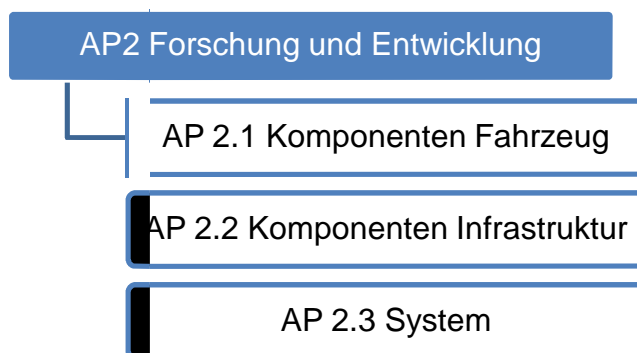 AP2 Forschung und Entwicklung
AP 2.1 Komponenten Fahrzeug
AP 2.2 Komponenten Infrastruktur
AP 2.3 System